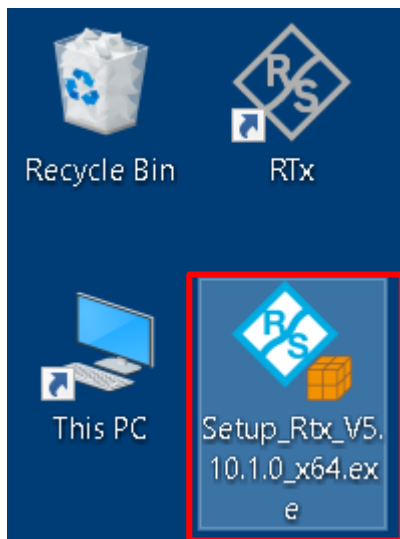 R
S
Recycle Bin
RTx
R
S
This PC
Setup_Rtx_V5.
10.1.0_x64.ex
e